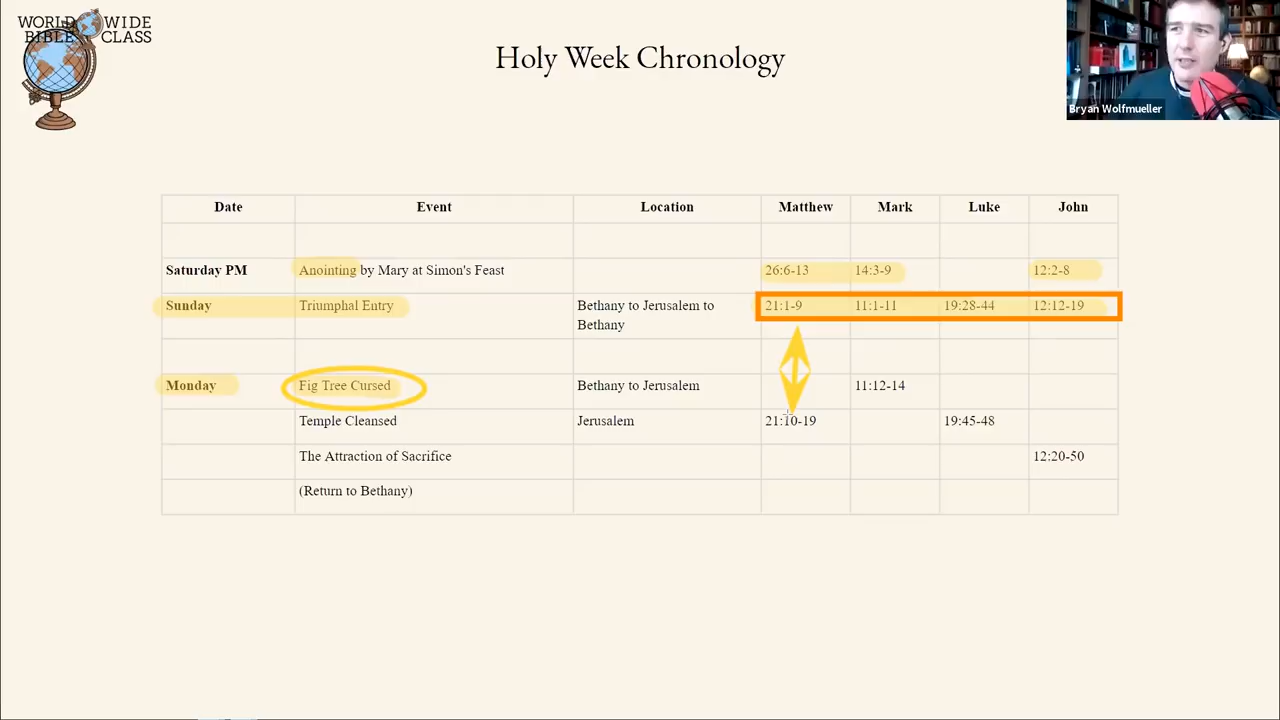 WORLD WIDE
BIBLE CLASS
Holy Week Chronology
Bryan Wolfmueller
Date Event Location Matthew Mark Luke John
Saturday PM Anointing by Mary at Simon's Feast 26:6-13 14:3-9 12:2-8
Sunday Triumphal Entry Bethany to Jerusalem to 21:1-9 11:1-11 19:28-44 12:12-19
Bethany
Monday Fig Tree Cursed Bethany to Jerusalem 11:12-14
Temple Cleansed Jerusalem 21:10-19 19:45-48
The Attraction of Sacrifice 12:20-50
(Return to Bethany)